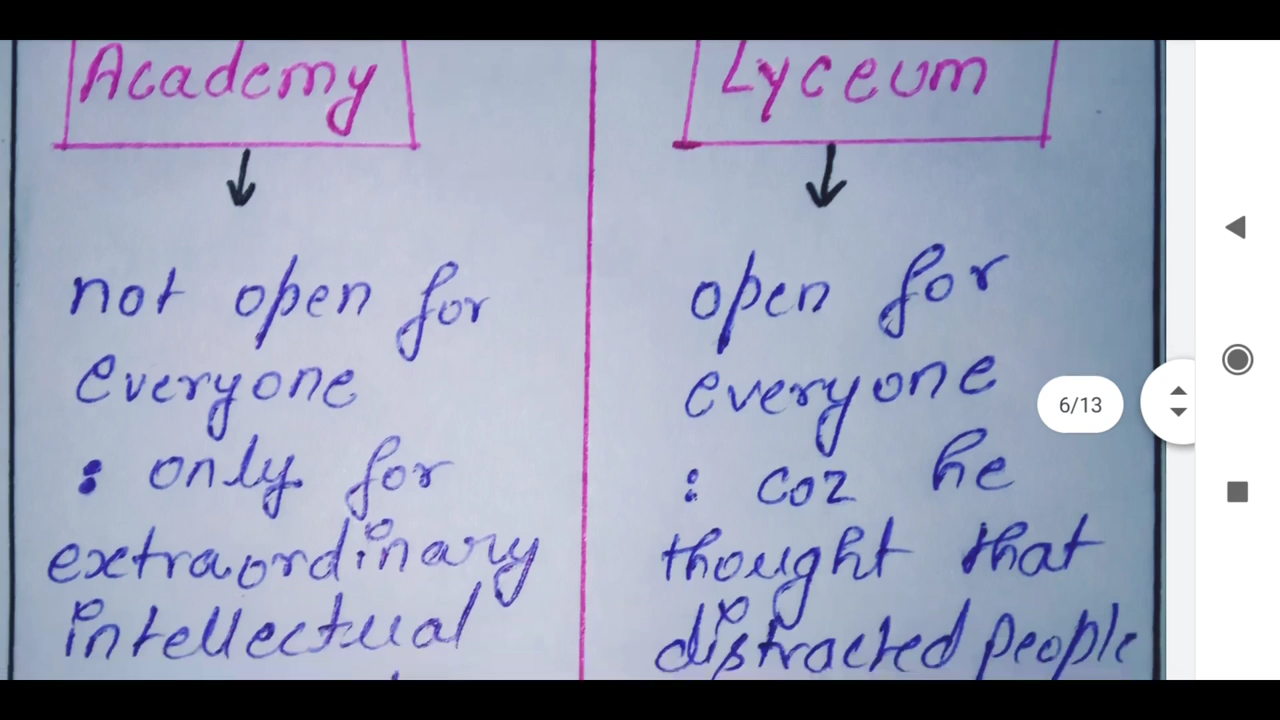 Academy
not open for
everyone
: only for
extraordinary
intellectual
Lyceum
open for
everyone
: coz he
thought that
distracted people
6/13